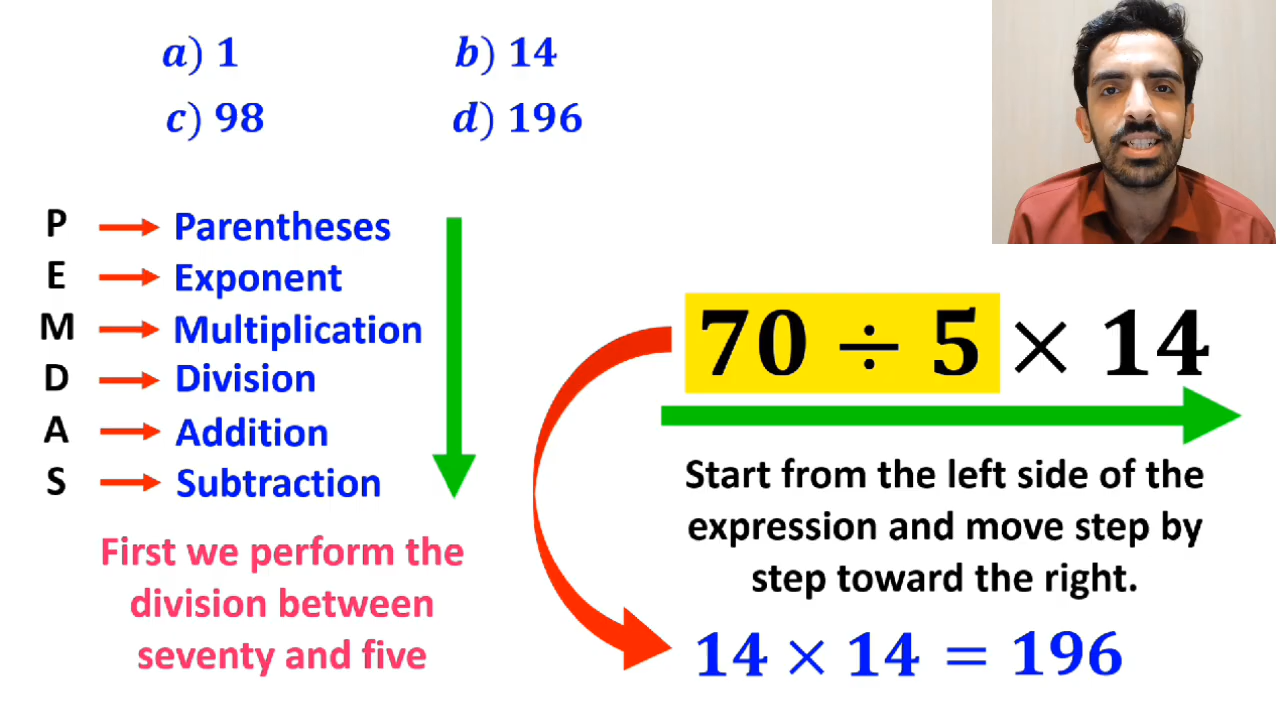 a) 1 b) 14
c) 98 d) 196
P Parentheses
E Exponent
M Multiplication
D Division
A Addition
S Subtraction
First we perform the
division between
seventy and five
70 ÷ 5 × 14
Start from the left side of the
expression and move step by
step toward the right.
14 × 14 = 196